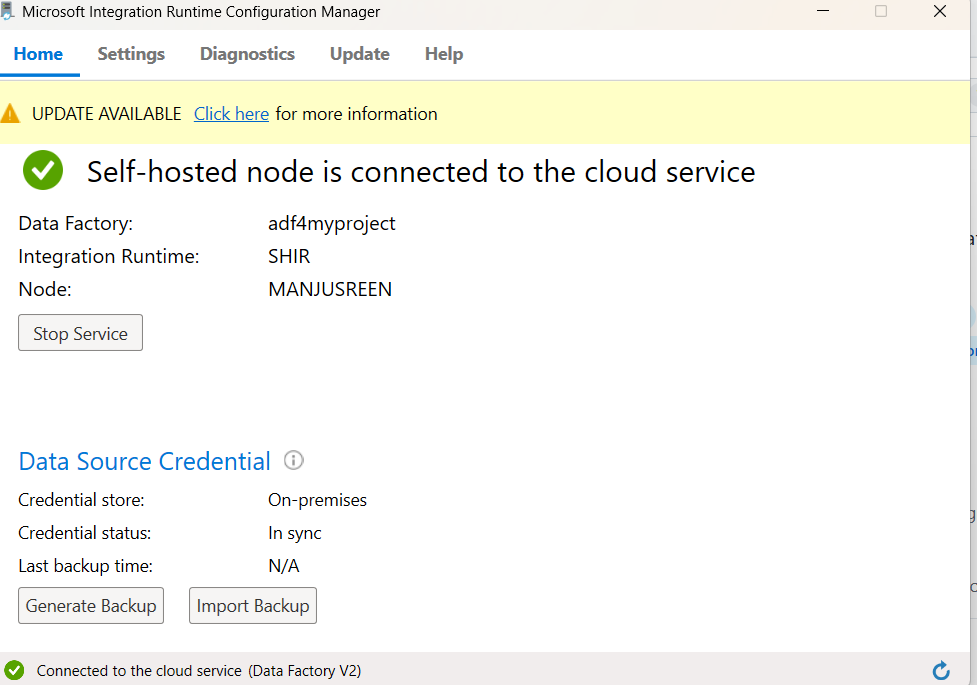 Microsoft Integration Runtime Configuration Manager
Home Settings Diagnostics Update Help
UPDATE AVAILABLE Click here for more information
Self-hosted node is connected to the cloud service
Data Factory: adf4myproject
Integration Runtime: SHIR
Node: MANJUSREEN
Stop Service
Data Source Credential
Credential store: On-premises
Credential status: In sync
Last backup time: N/A
Generate Backup Import Backup
Connected to the cloud service (Data Factory V2)